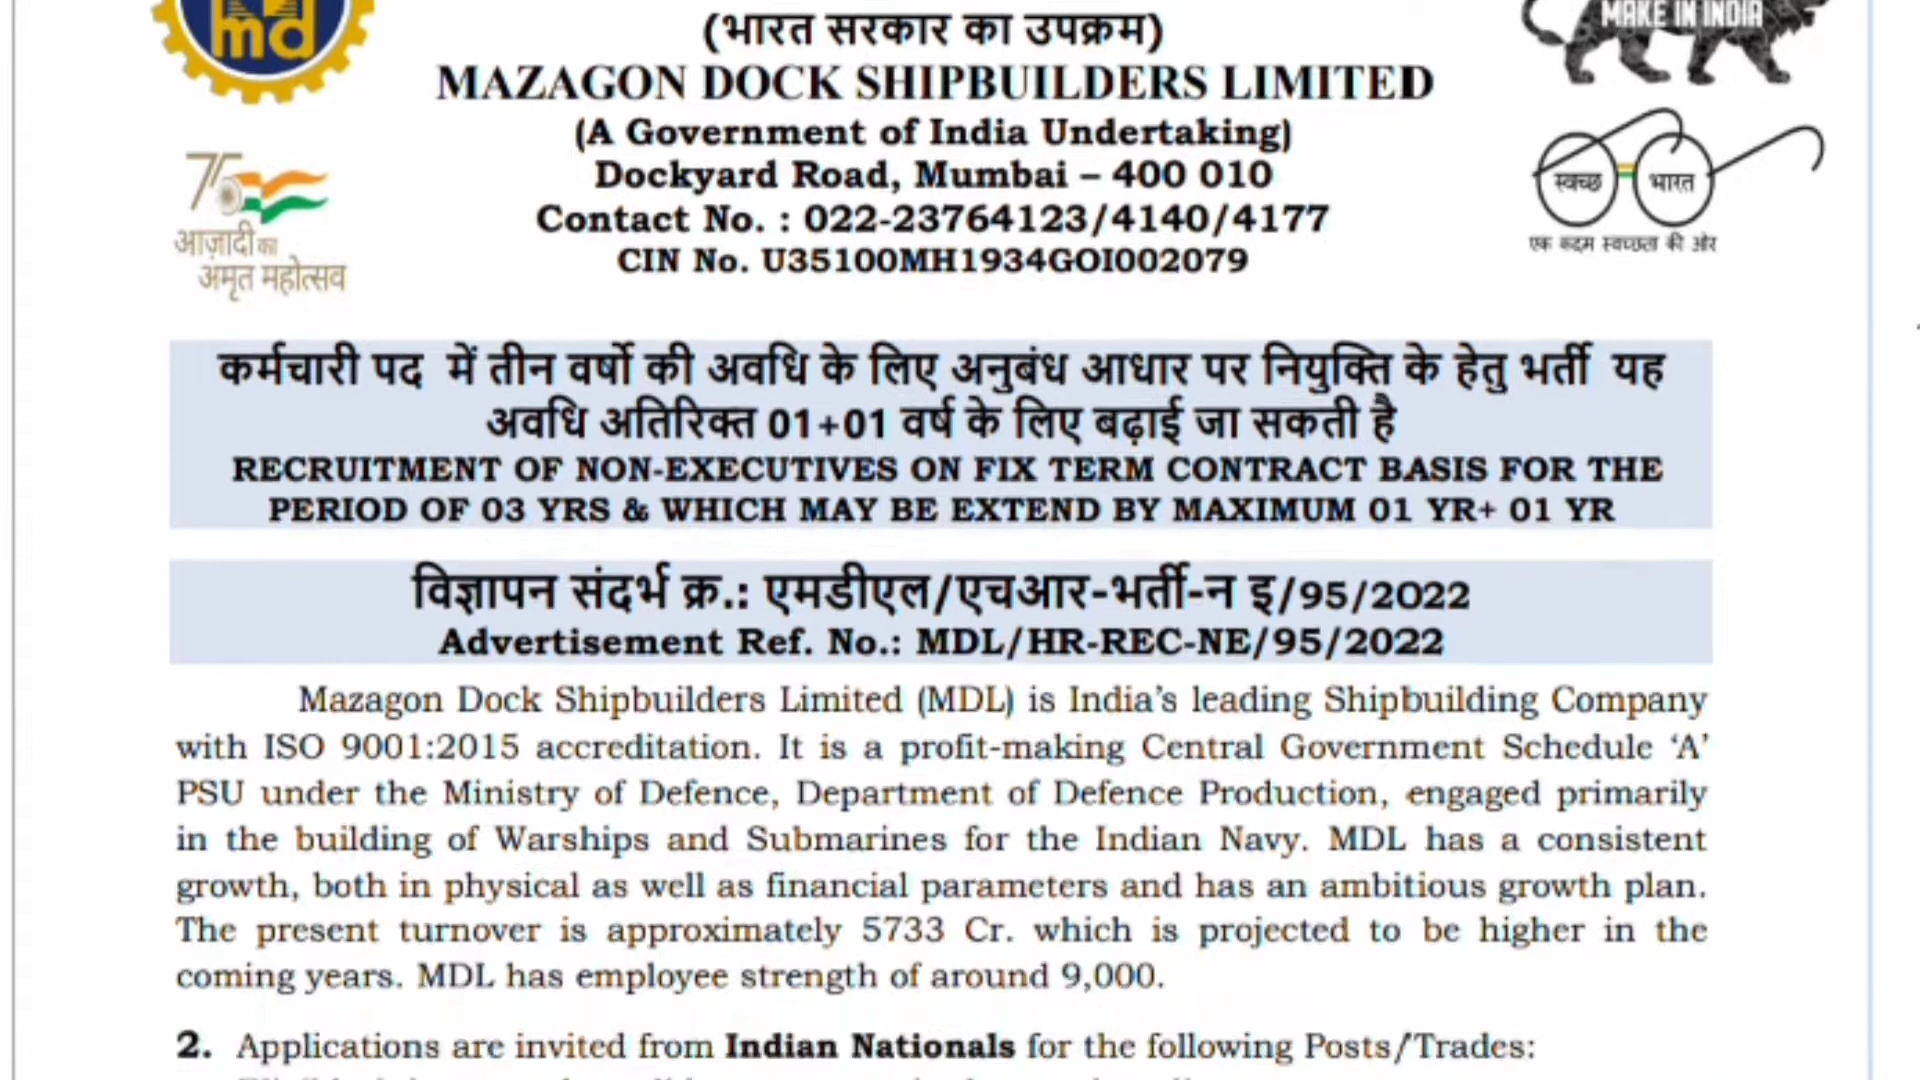 md
(भारत सरकार का उपक्रम)
MAKE IN INDIA
MAZAGON DOCK SHIPBUILDERS LIMITED
(A Government of India Undertaking)
Dockyard Road, Mumbai – 400 010
Contact No. : 022-23764123/4140/4177
CIN No. U35100MH1934GOI002079
75
आज़ादी का
अमृत महोत्सव
स्वच्छ भारत
एक कदम स्वच्छता की ओर
कर्मचारी पद में तीन वर्षो की अवधि के लिए अनुबंध आधार पर नियुक्ति के हेतु भर्ती यह
अवधि अतिरिक्त 01+01 वर्ष के लिए बढ़ाई जा सकती है
RECRUITMENT OF NON-EXECUTIVES ON FIX TERM CONTRACT BASIS FOR THE
PERIOD OF 03 YRS & WHICH MAY BE EXTEND BY MAXIMUM 01 YR+ 01 YR
विज्ञापन संदर्भ क्र.: एमडीएल/एचआर-भर्ती-न इ/95/2022
Advertisement Ref. No.: MDL/HR-REC-NE/95/2022
Mazagon Dock Shipbuilders Limited (MDL) is India’s leading Shipbuilding Company
with ISO 9001:2015 accreditation. It is a profit-making Central Government Schedule ‘A’
PSU under the Ministry of Defence, Department of Defence Production, engaged primarily
in the building of Warships and Submarines for the Indian Navy. MDL has a consistent
growth, both in physical as well as financial parameters and has an ambitious growth plan.
The present turnover is approximately 5733 Cr. which is projected to be higher in the
coming years. MDL has employee strength of around 9,000.
2. Applications are invited from Indian Nationals for the following Posts/Trades: